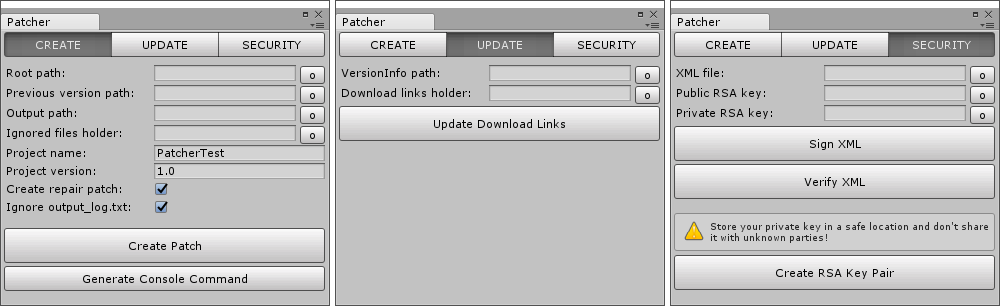 Patcher
CREATE UPDATE SECURITY
Root path: o
Previous version path: o
Output path: o
Ignored files holder: o
Project name: PatcherTest
Project version: 1.0
Create repair patch:
Ignore output_log.txt:
Create Patch
Generate Console Command
Patcher
CREATE UPDATE SECURITY
VersionInfo path: o
Download links holder: o
Update Download Links
Patcher
CREATE UPDATE SECURITY
XML file: o
Public RSA key: o
Private RSA key: o
Sign XML
Verify XML
Store your private key in a safe location and don't share
it with unknown parties!
Create RSA Key Pair